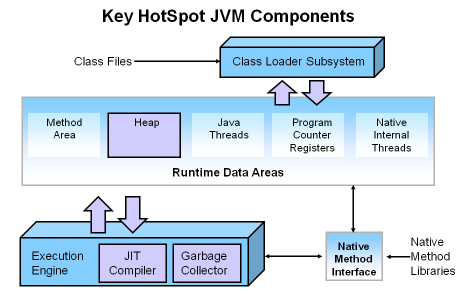 Key HotSpot JVM Components
Class Files
Class Loader Subsystem
Method
Area
Heap
Java
Threads
Program
Counter
Registers
Native
Internal
Threads
Runtime Data Areas
Execution
Engine
JIT
Compiler
Garbage
Collector
Native
Method
Interface
Native
Method
Libraries